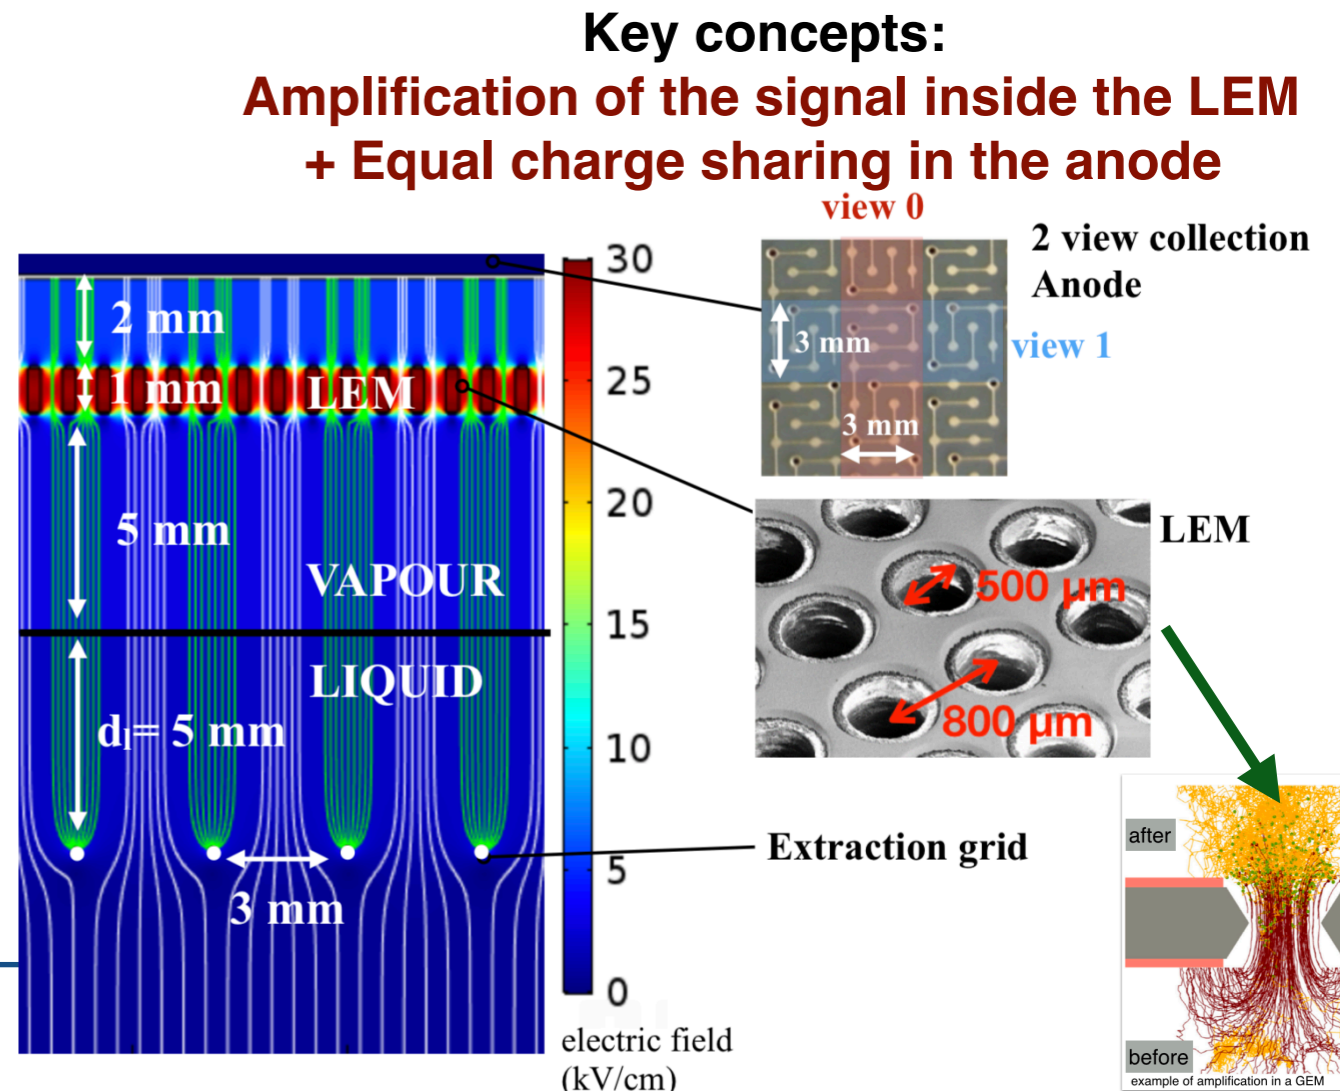 Key concepts:
Amplification of the signal inside the LEM
+ Equal charge sharing in the anode
view 0
2 view collection
Anode
view 1
3 mm
3 mm
30
25
20
15
10
5
0
electric field
(kV/cm)
2 mm
1 mm
LEM
5 mm
VAPOUR
LIQUID
dₗ= 5 mm
3 mm
LEM
500 µm
800 µm
Extraction grid
after
before
example of amplification in a GEM